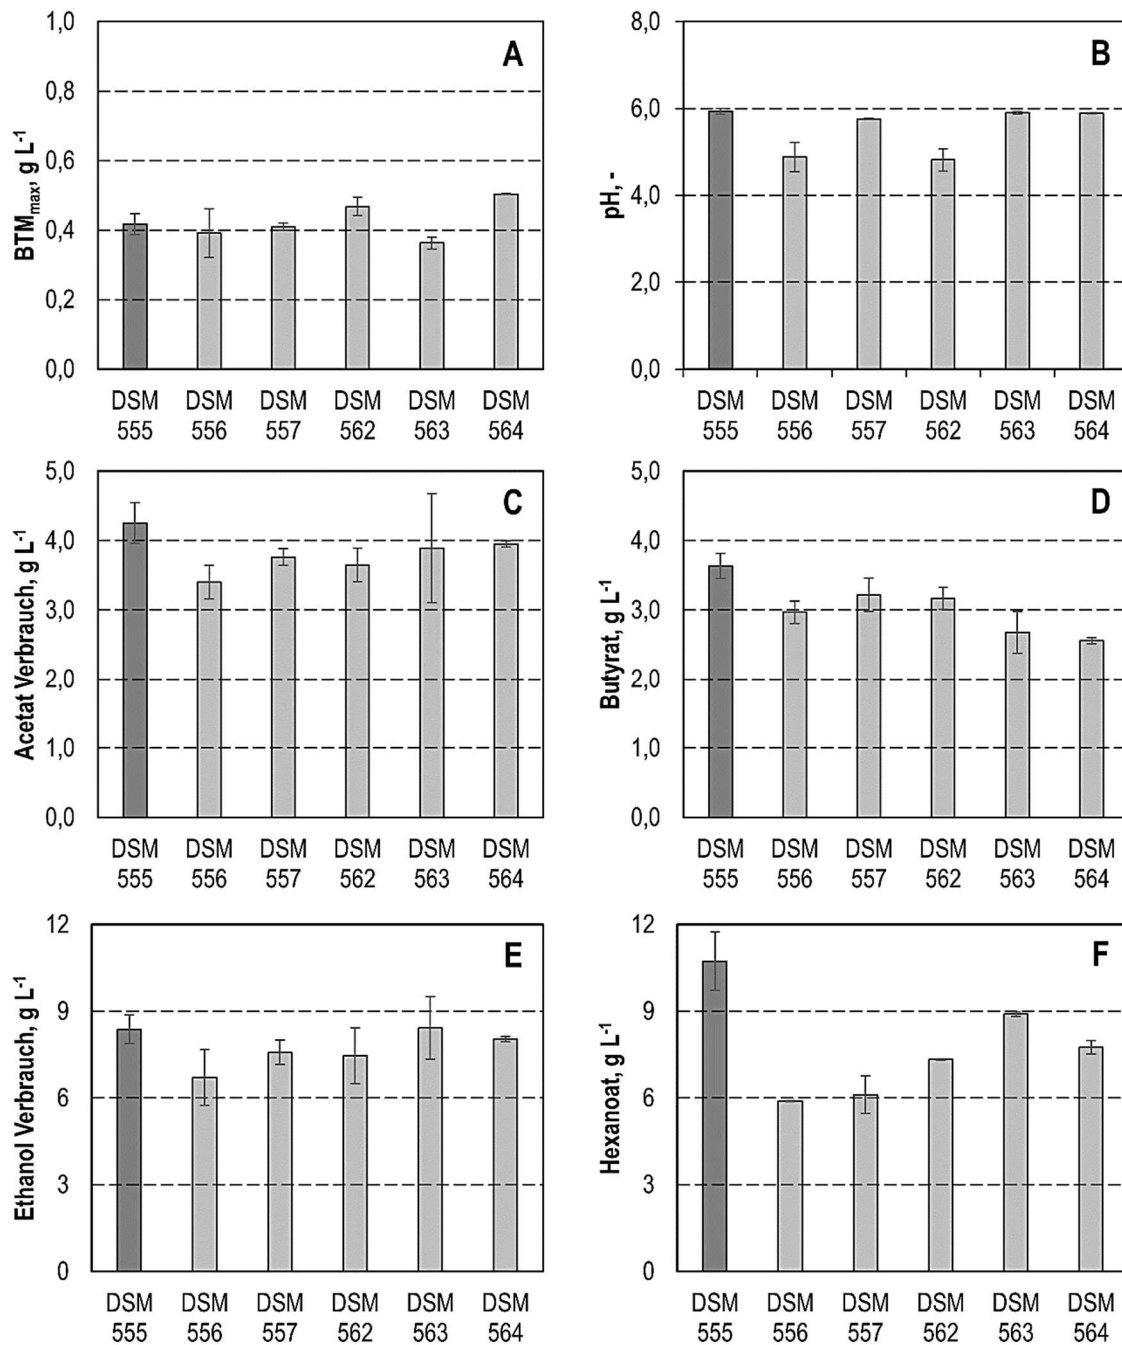 A
BTMmax, g L-1
1,0
0,8
0,6
0,4
0,2
0,0
DSM DSM DSM DSM DSM DSM
555 556 557 562 563 564
B
pH, -
8,0
6,0
4,0
2,0
0,0
DSM DSM DSM DSM DSM DSM
555 556 557 562 563 564
C
Acetat Verbrauch, g L-1
5,0
4,0
3,0
2,0
1,0
0,0
DSM DSM DSM DSM DSM DSM
555 556 557 562 563 564
D
Butyrat, g L-1
5,0
4,0
3,0
2,0
1,0
0,0
DSM DSM DSM DSM DSM DSM
555 556 557 562 563 564
E
Ethanol Verbrauch, g L-1
12
9
6
3
0
DSM DSM DSM DSM DSM DSM
555 556 557 562 563 564
F
Hexanoat, g L-1
12
9
6
3
0
DSM DSM DSM DSM DSM DSM
555 556 557 562 563 564